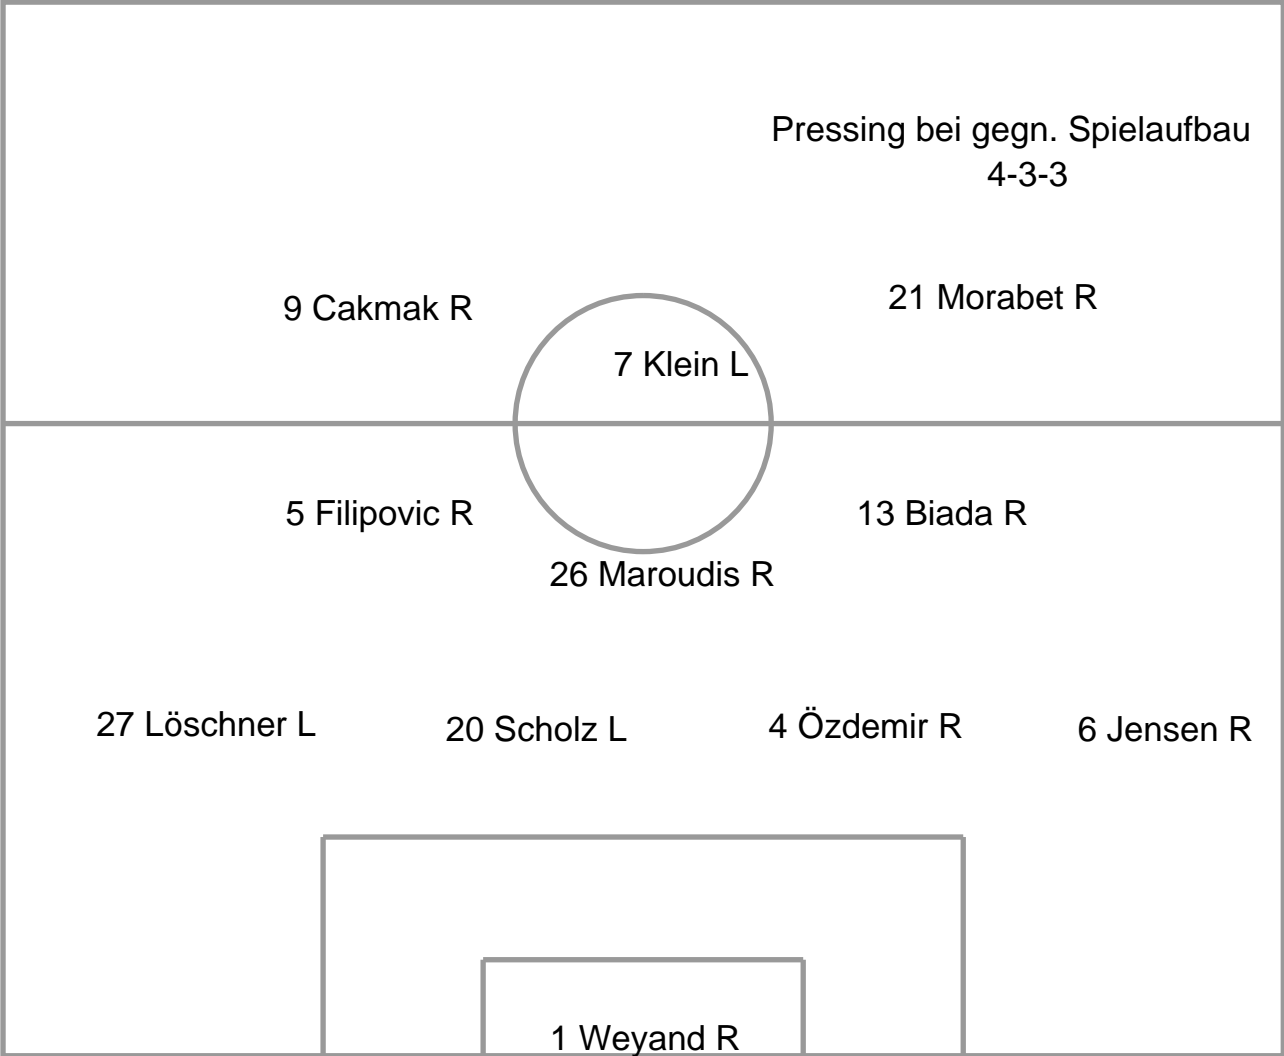 Pressing bei gegn. Spielaufbau
4-3-3
9 Cakmak R
21 Morabet R
7 Klein L
5 Filipovic R
13 Biada R
26 Maroudis R
27 Löschner L
20 Scholz L
4 Özdemir R
6 Jensen R
1 Weyand R